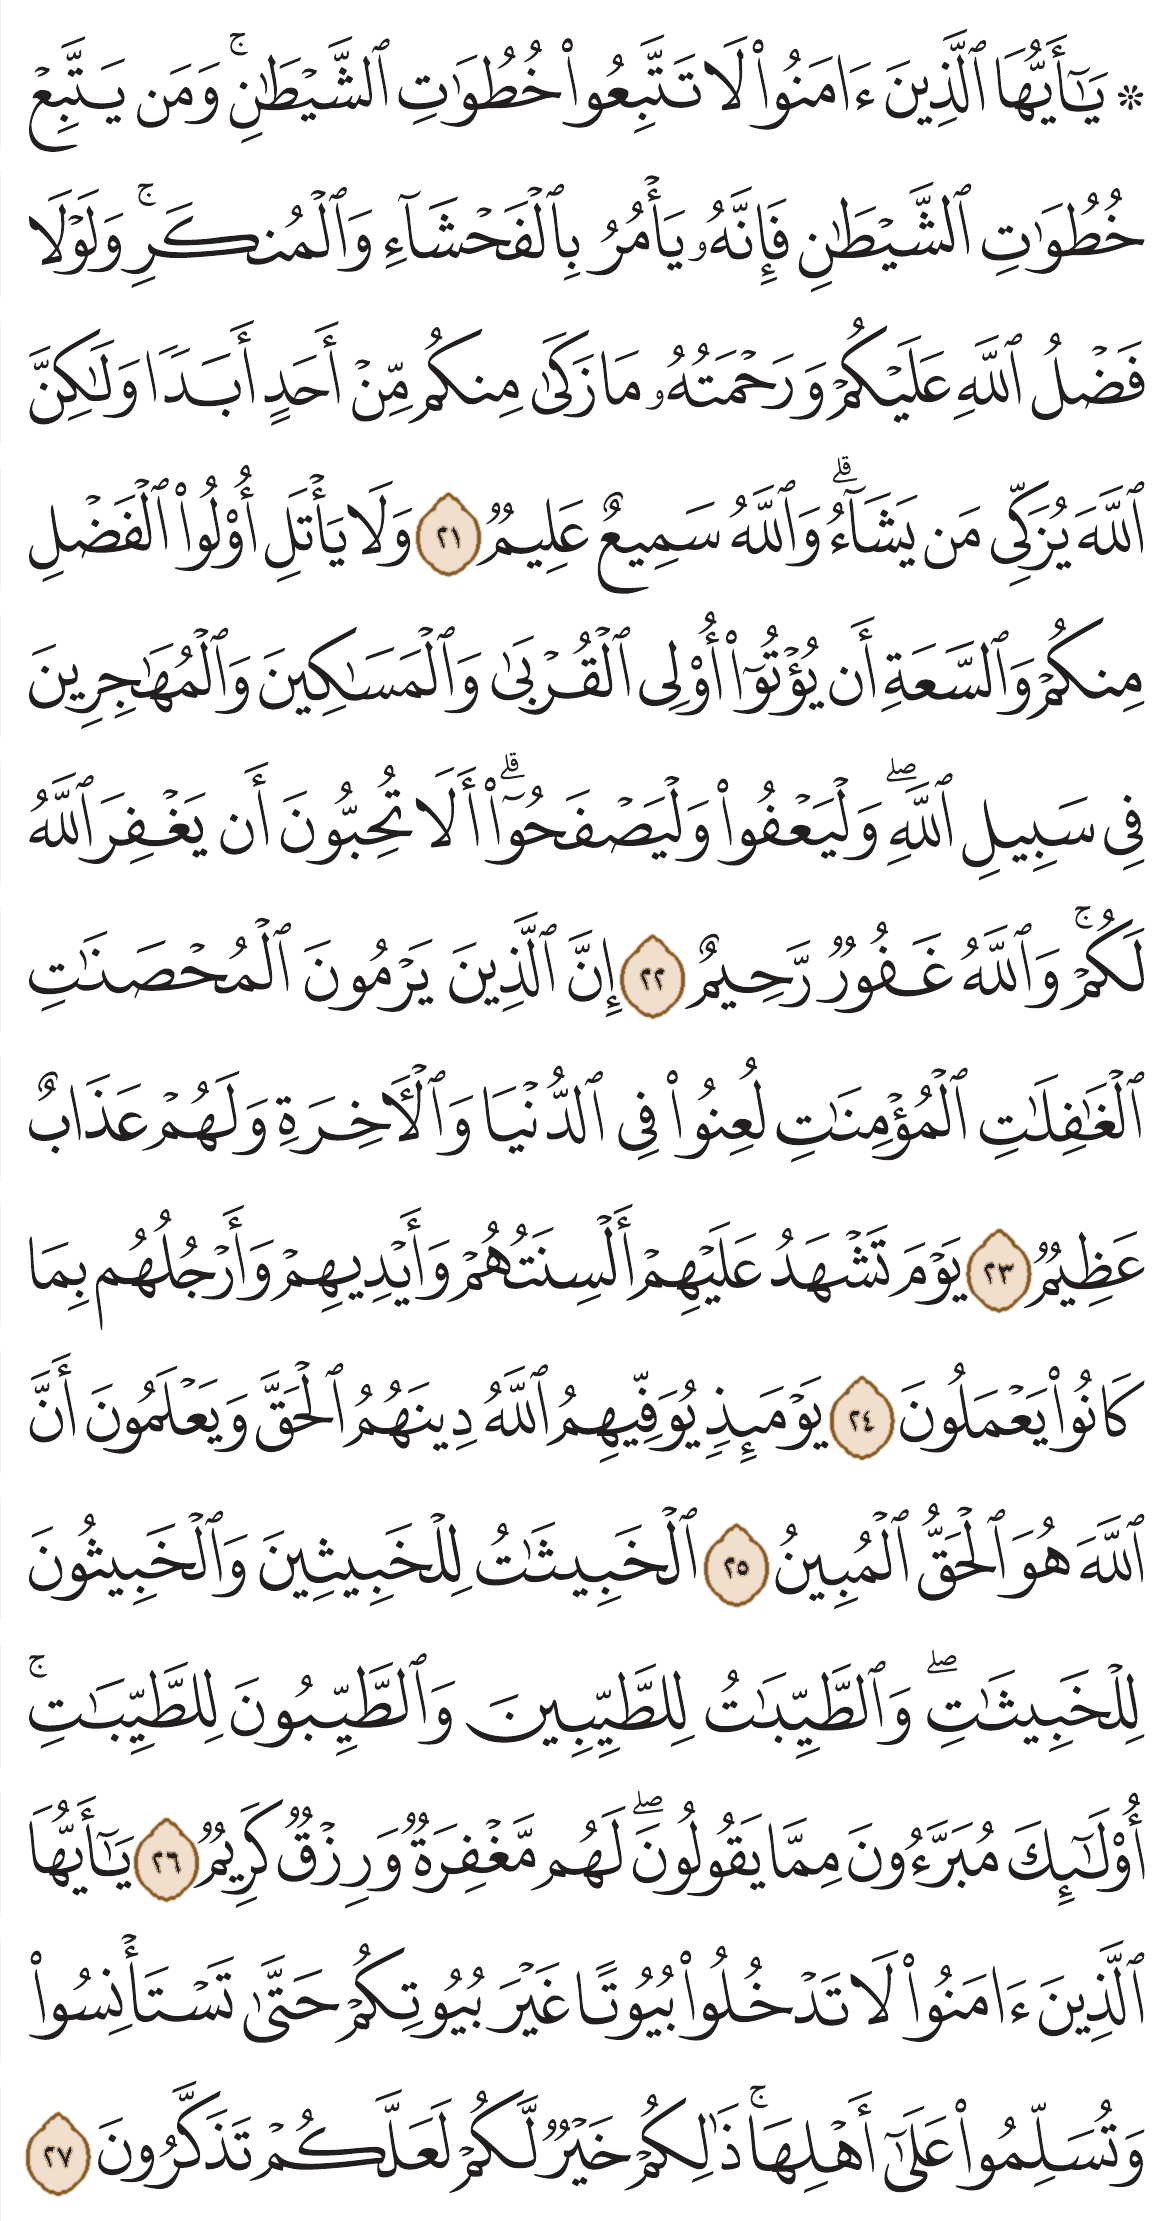 ۞ يَٰٓأَيُّهَا ٱلَّذِينَ ءَامَنُواْ لَا تَتَّبِعُواْ خُطُوَٰتِ ٱلشَّيۡطَٰنِۚ وَمَن يَتَّبِعۡ
خُطُوَٰتِ ٱلشَّيۡطَٰنِ فَإِنَّهُۥ يَأۡمُرُ بِٱلۡفَحۡشَآءِ وَٱلۡمُنكَرِۚ وَلَوۡلَا
فَضۡلُ ٱللَّهِ عَلَيۡكُمۡ وَرَحۡمَتُهُۥ مَا زَكَىٰ مِنكُم مِّنۡ أَحَدٍ أَبَدٗا وَلَٰكِنَّ
ٱللَّهَ يُزَكِّي مَن يَشَآءُۗ وَٱللَّهُ سَمِيعٌ عَلِيمٞ ٢١ وَلَا يَأۡتَلِ أُوْلُواْ ٱلۡفَضۡلِ
مِنكُمۡ وَٱلسَّعَةِ أَن يُؤۡتُوٓاْ أُوْلِي ٱلۡقُرۡبَىٰ وَٱلۡمَسَٰكِينَ وَٱلۡمُهَٰجِرِينَ
فِي سَبِيلِ ٱللَّهِۖ وَلۡيَعۡفُواْ وَلۡيَصۡفَحُوٓاْۗ أَلَا تُحِبُّونَ أَن يَغۡفِرَ ٱللَّهُ
لَكُمۡۚ وَٱللَّهُ غَفُورٞ رَّحِيمٌ ٢٢ إِنَّ ٱلَّذِينَ يَرۡمُونَ ٱلۡمُحۡصَنَٰتِ
ٱلۡغَٰفِلَٰتِ ٱلۡمُؤۡمِنَٰتِ لُعِنُواْ فِي ٱلدُّنۡيَا وَٱلۡأٓخِرَةِ وَلَهُمۡ عَذَابٌ
عَظِيمٞ ٢٣ يَوۡمَ تَشۡهَدُ عَلَيۡهِمۡ أَلۡسِنَتُهُمۡ وَأَيۡدِيهِمۡ وَأَرۡجُلُهُم بِمَا
كَانُواْ يَعۡمَلُونَ ٢٤ يَوۡمَئِذٖ يُوَفِّيهِمُ ٱللَّهُ دِينَهُمُ ٱلۡحَقَّ وَيَعۡلَمُونَ أَنَّ
ٱللَّهَ هُوَ ٱلۡحَقُّ ٱلۡمُبِينُ ٢٥ ٱلۡخَبِيثَٰتُ لِلۡخَبِيثِينَ وَٱلۡخَبِيثُونَ
لِلۡخَبِيثَٰتِۖ وَٱلطَّيِّبَٰتُ لِلطَّيِّبِينَ وَٱلطَّيِّبُونَ لِلطَّيِّبَٰتِۚ
أُوْلَٰٓئِكَ مُبَرَّءُونَ مِمَّا يَقُولُونَۖ لَهُم مَّغۡفِرَةٞ وَرِزۡقٞ كَرِيمٞ ٢٦ يَٰٓأَيُّهَا
ٱلَّذِينَ ءَامَنُواْ لَا تَدۡخُلُواْ بُيُوتًا غَيۡرَ بُيُوتِكُمۡ حَتَّىٰ تَسۡتَأۡنِسُواْ
وَتُسَلِّمُواْ عَلَىٰٓ أَهۡلِهَاۚ ذَٰلِكُمۡ خَيۡرٞ لَّكُمۡ لَعَلَّكُمۡ تَذَكَّرُونَ ٢٧